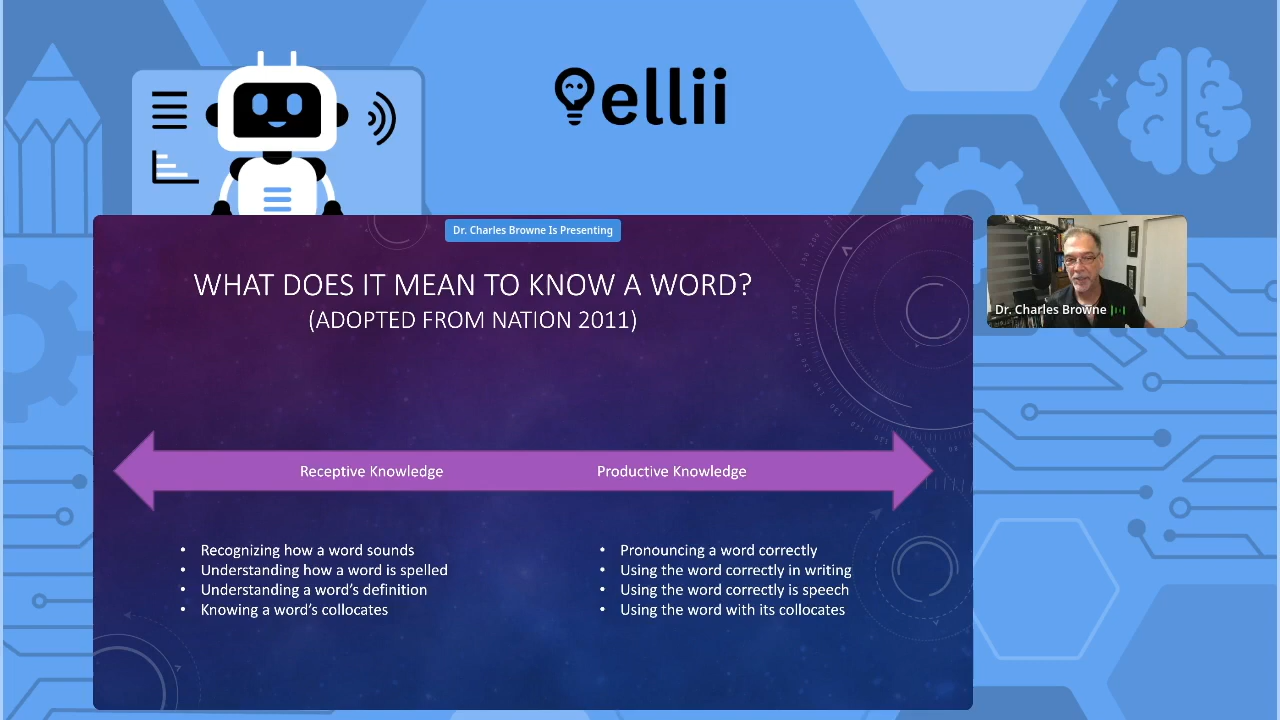 ellii
Dr. Charles Browne Is Presenting
WHAT DOES IT MEAN TO KNOW A WORD?
(ADOPTED FROM NATION 2011)
Dr. Charles Browne
Receptive Knowledge
Productive Knowledge
• Recognizing how a word sounds
• Understanding how a word is spelled
• Understanding a word's definition
• Knowing a word's collocates
• Pronouncing a word correctly
• Using the word correctly in writing
• Using the word correctly is speech
• Using the word with its collocates